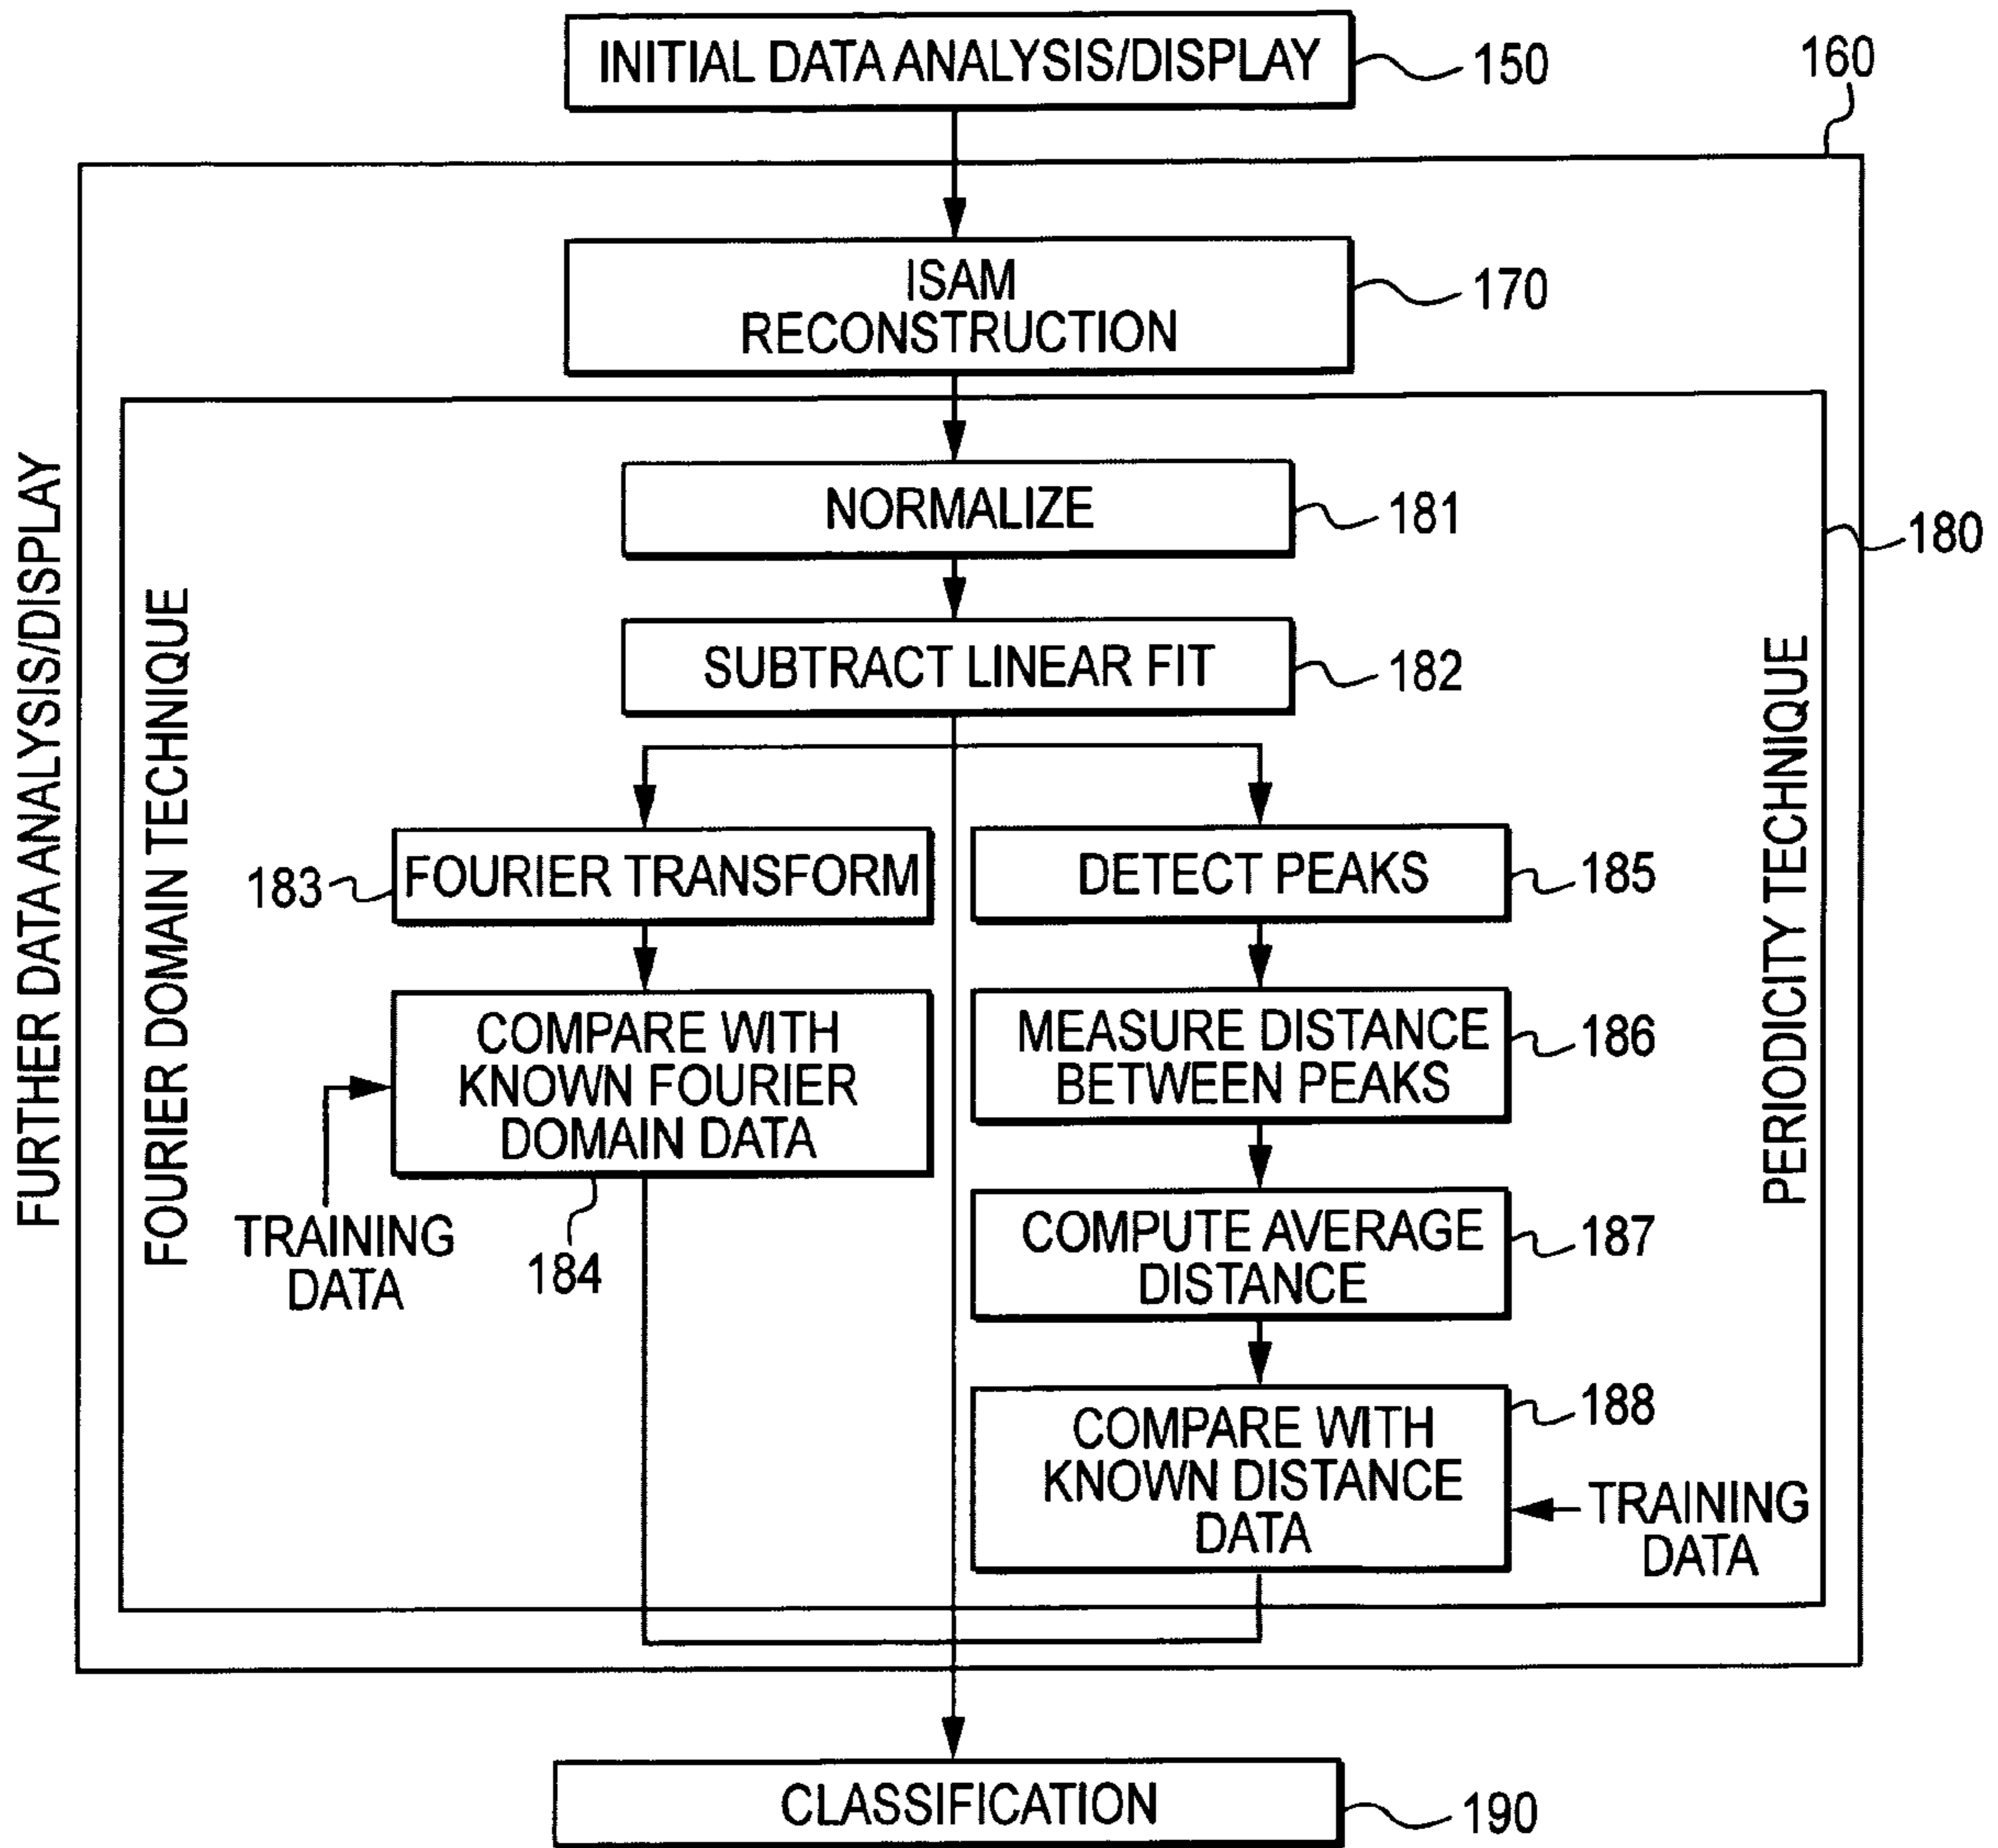 INITIAL DATA ANALYSIS/DISPLAY
150
160
ISAM
RECONSTRUCTION
170
FURTHER DATA ANALYSIS/DISPLAY
FOURIER DOMAIN TECHNIQUE
PERIODICITY TECHNIQUE
180
NORMALIZE
181
SUBTRACT LINEAR FIT
182
183
FOURIER TRANSFORM
COMPARE WITH
KNOWN FOURIER
DOMAIN DATA
184
TRAINING
DATA
DETECT PEAKS
185
MEASURE DISTANCE
BETWEEN PEAKS
186
COMPUTE AVERAGE
DISTANCE
187
COMPARE WITH
KNOWN DISTANCE
DATA
188
TRAINING
DATA
CLASSIFICATION
190